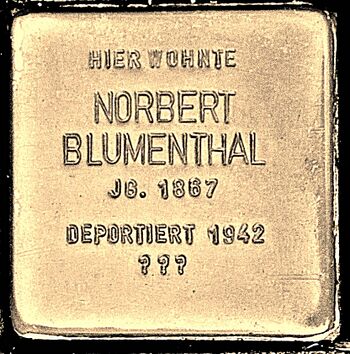 HIER WOHNTE
NORBERT
BLUMENTHAL
JG. 1867
DEPORTIERT 1942
???